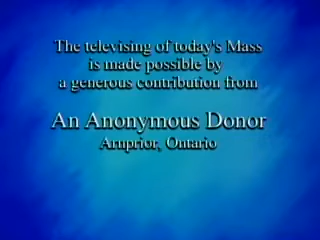 The televising of today's Mass
is made possible by
a generous contribution from
An Anonymous Donor
Arnprior, Ontario